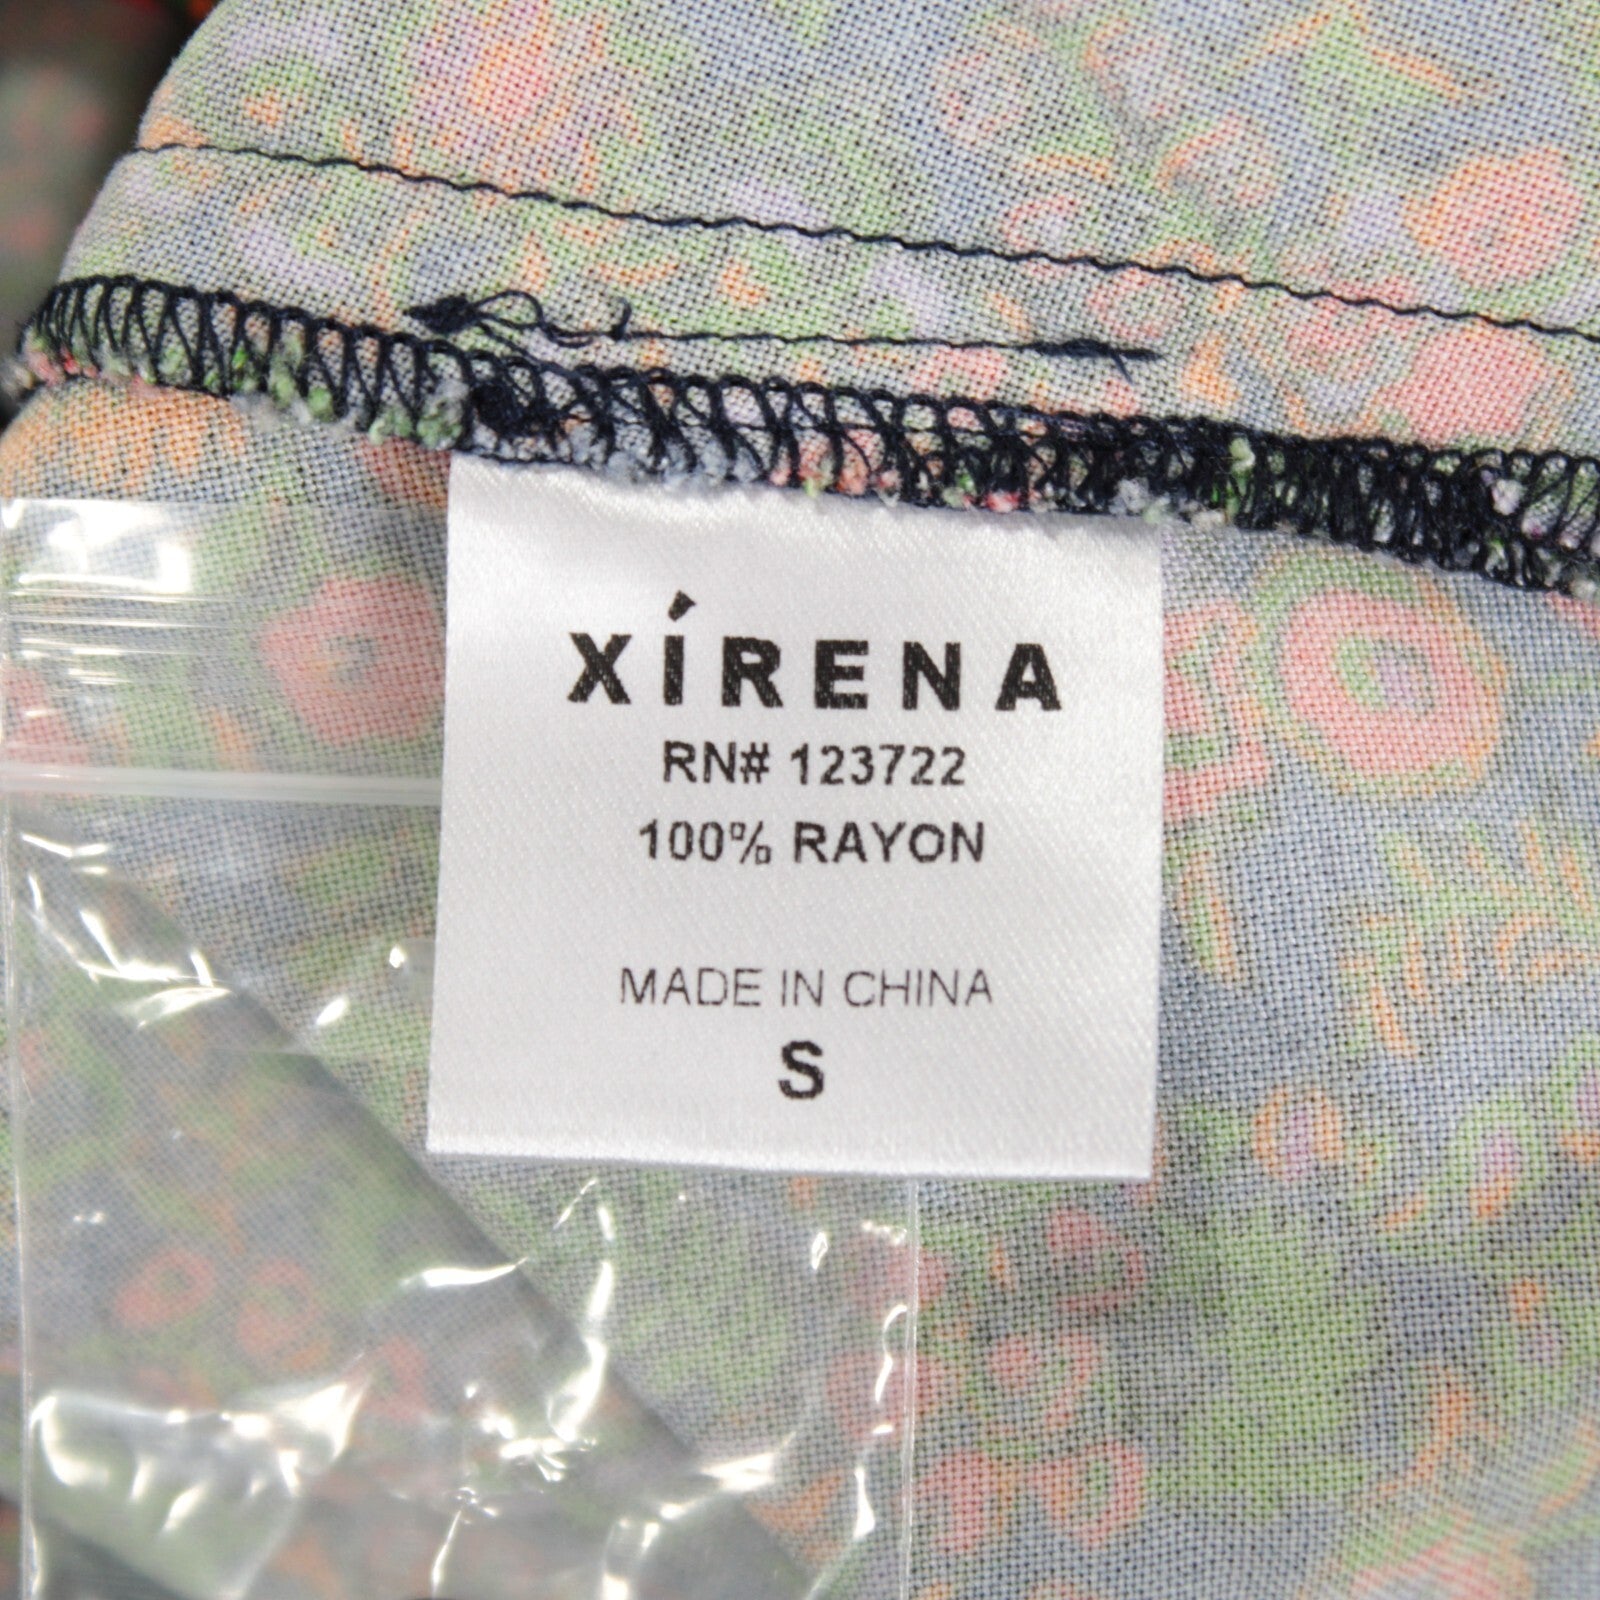 XÍRENA
RN# 123722
100% RAYON
MADE IN CHINA
S